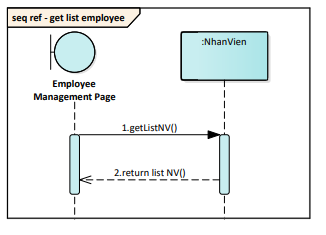 seq ref - get list employee
:NhanVien
Employee
Management Page
1.getListNV()
2.return list NV()